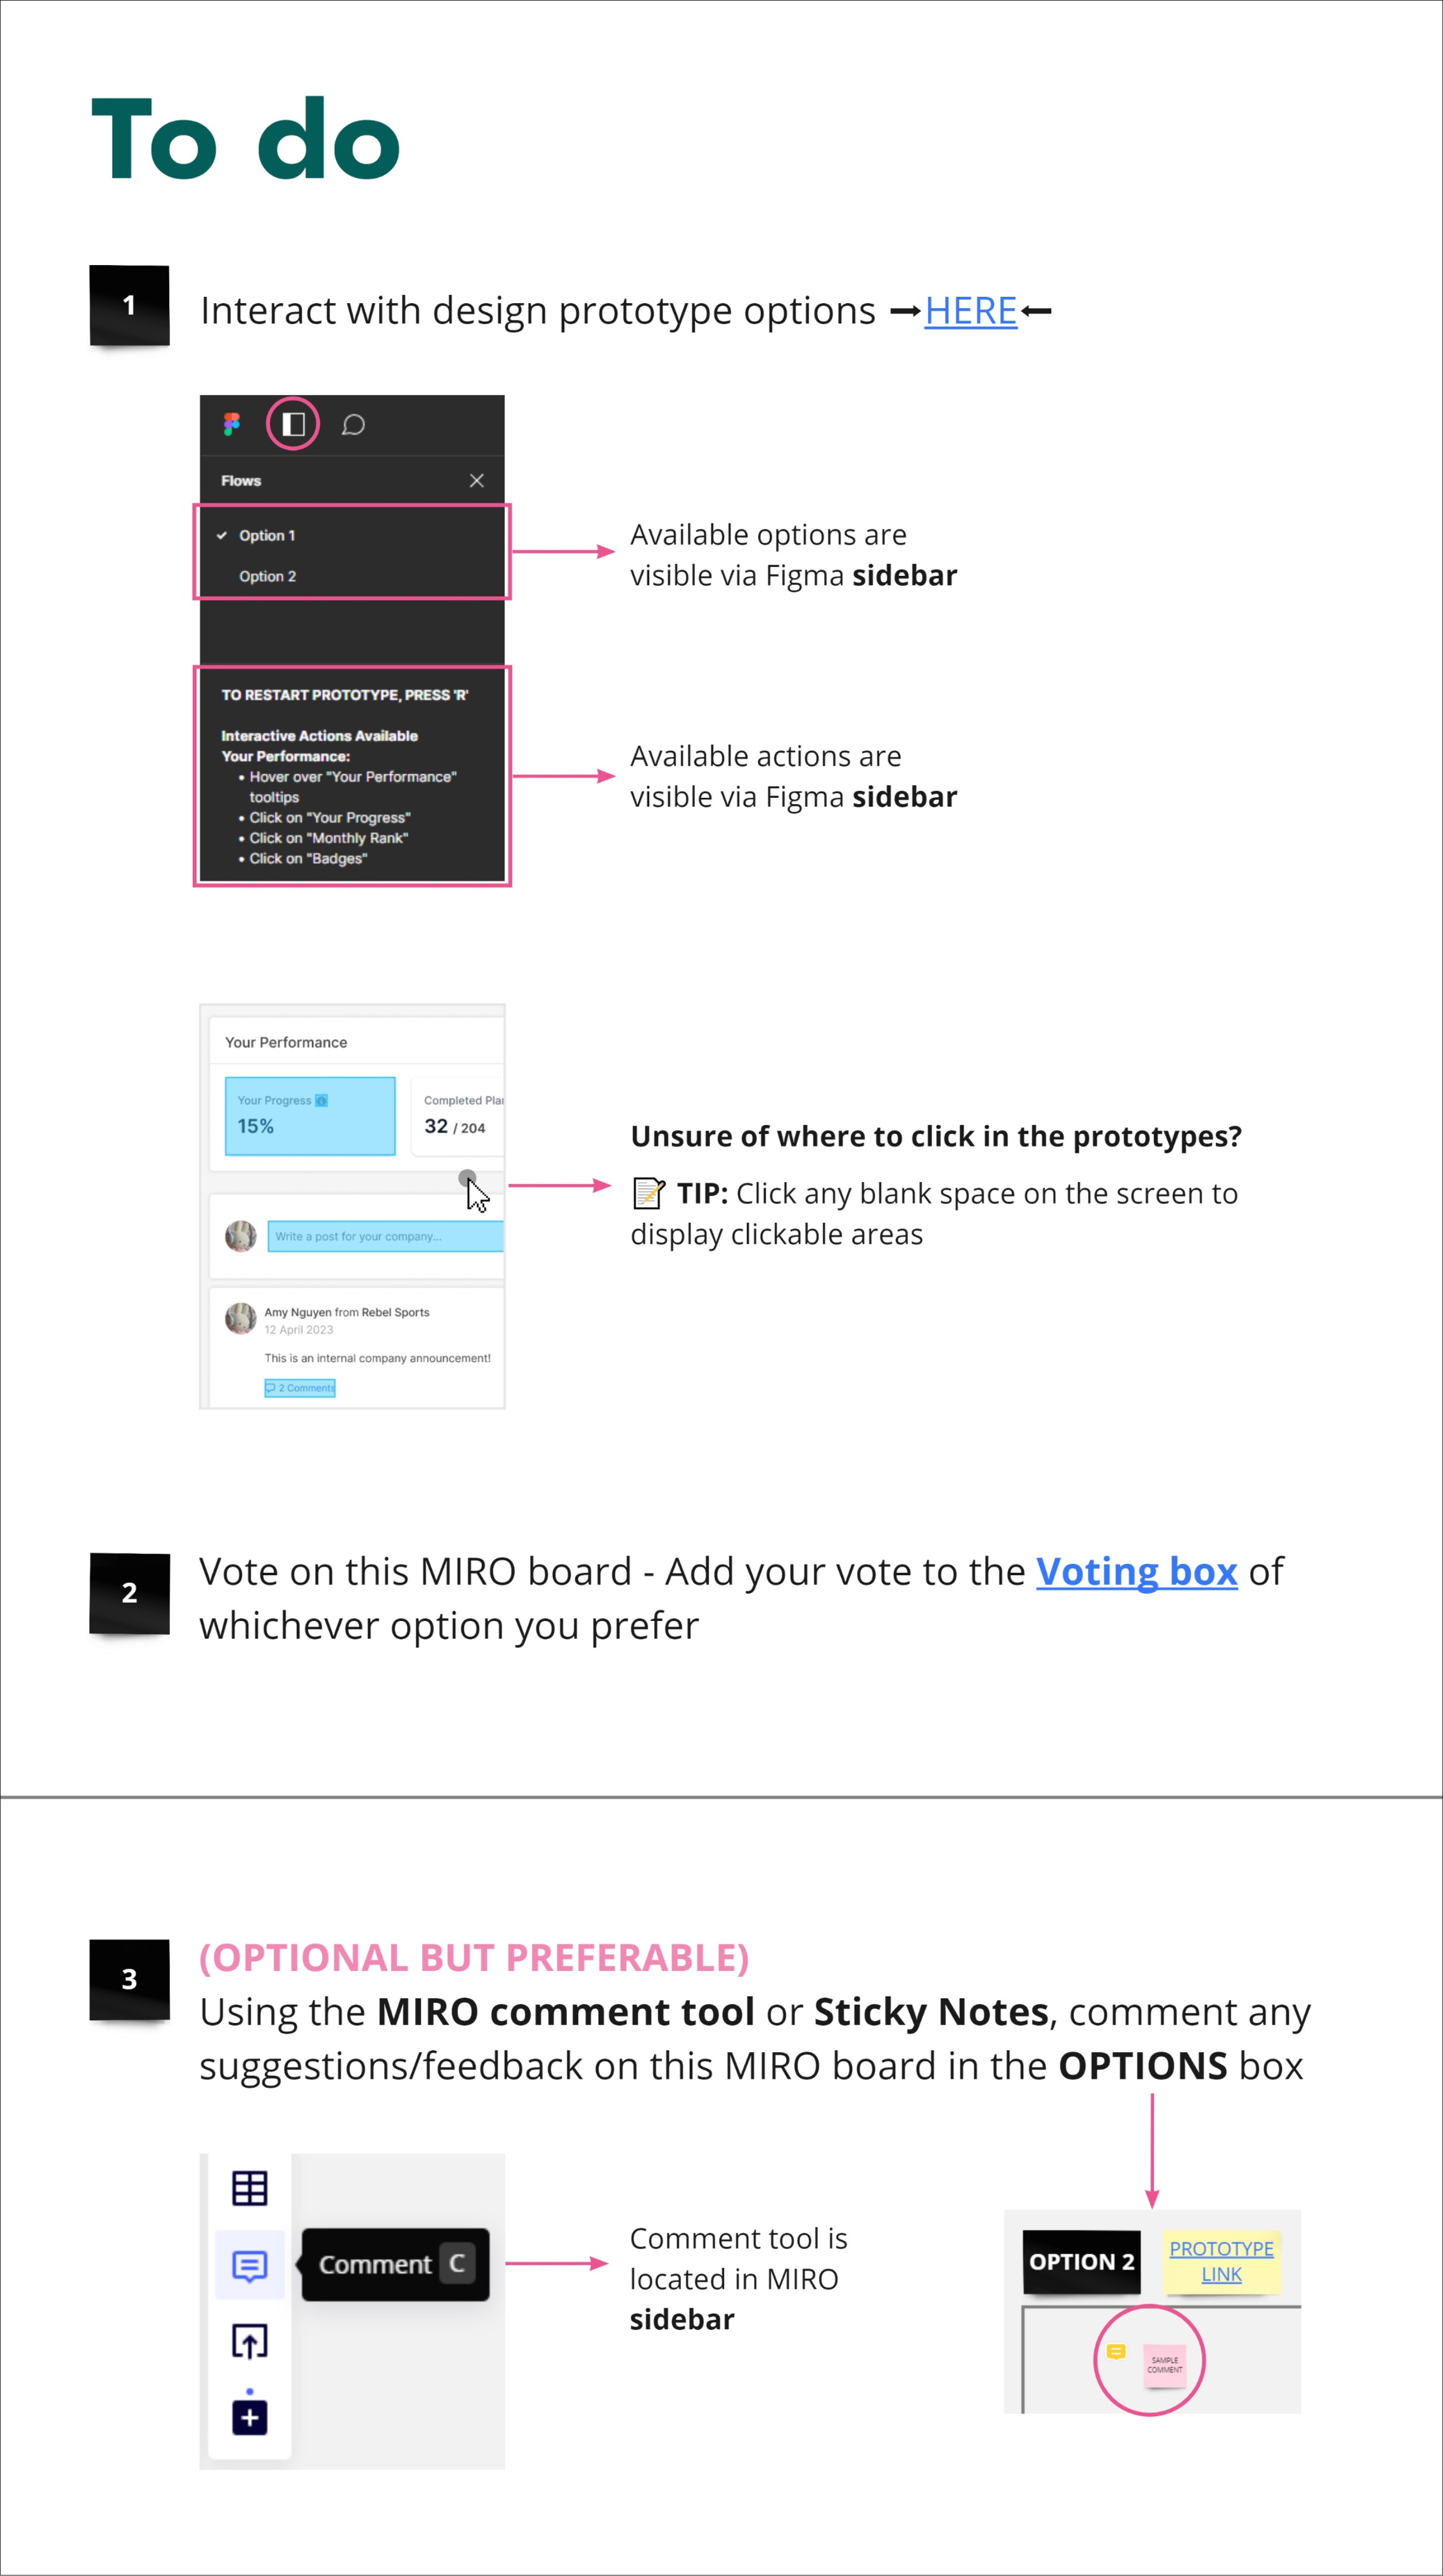 To do
1
Interact with design prototype options →HERE←
Flows
Option 1
Option 2
Available options are
visible via Figma sidebar
TO RESTART PROTOTYPE, PRESS 'R'
Interactive Actions Available
Your Performance:
• Hover over "Your Performance"
tooltips
• Click on "Your Progress"
• Click on "Monthly Rank"
• Click on "Badges"
Available actions are
visible via Figma sidebar
Your Performance
Your Progress
15%
Completed Plan
32 / 204
Write a post for your company...
Amy Nguyen from Rebel Sports
12 April 2023
This is an internal company announcement!
2 Comments
Unsure of where to click in the prototypes?
📝 TIP: Click any blank space on the screen to
display clickable areas
2
Vote on this MIRO board - Add your vote to the Voting box of
whichever option you prefer
3
(OPTIONAL BUT PREFERABLE)
Using the MIRO comment tool or Sticky Notes, comment any
suggestions/feedback on this MIRO board in the OPTIONS box
Comment C
Comment tool is
located in MIRO
sidebar
OPTION 2
PROTOTYPE
LINK
SAMPLE
COMMENT